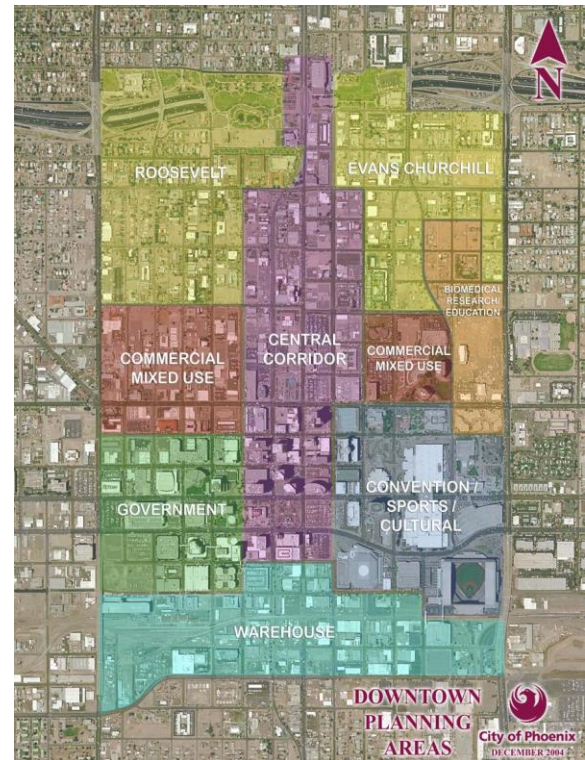 N
ROOSEVELT
EVANS CHURCHILL
BIOMEDICAL
RESEARCH/
EDUCATION
CENTRAL
CORRIDOR
COMMERCIAL
MIXED USE
COMMERCIAL
MIXED USE
CONVENTION /
SPORTS /
CULTURAL
GOVERNMENT
WAREHOUSE
DOWNTOWN
PLANNING
AREAS
City of Phoenix
DECEMBER 2004